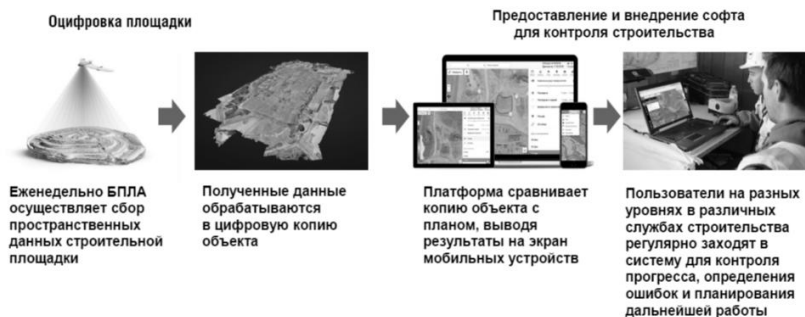 Оцифровка площадки
Предоставление и внедрение софта
для контроля строительства
Еженедельно БПЛА
осуществляет сбор
пространственных
данных строительной
площадки
Полученные данные
обрабатываются
в цифровую копию
объекта
Платформа сравнивает
копию объекта с
планом, выводя
результаты на экран
мобильных устройств
Пользователи на разных
уровнях в различных
службах строительства
регулярно заходят в
систему для контроля
прогресса, определения
ошибок и планирования
дальнейшей работы